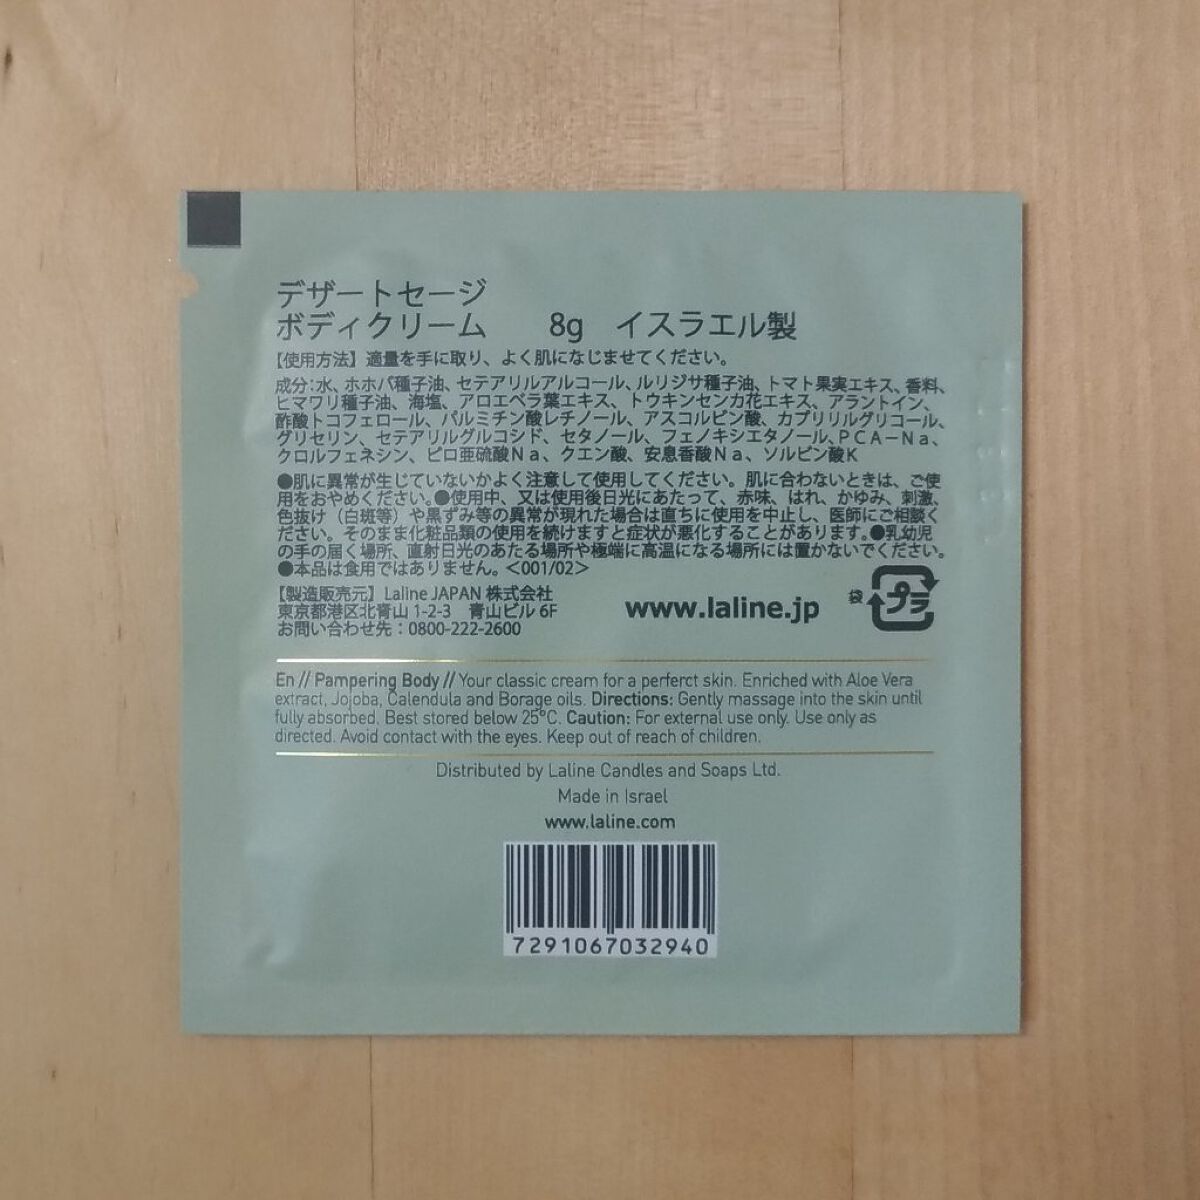 デザートセージ
ボディクリーム　8g　イスラエル製
【使用方法】適量を手に取り、よく肌になじませてください。
成分:水、ホホバ種子油、セテアリルアルコール、ルリジサ種子油、トマト果実エキス、香料、
ヒマワリ種子油、海塩、アロエベラ葉エキス、トウキンセンカ花エキス、アラントイン、
酢酸トコフェロール、パルミチン酸レチノール、アスコルビン酸、カプリリルグリコール、
グリセリン、セテアリルグルコシド、セタノール、フェノキシエタノール、PCA－Na、
クロルフェネシン、ピロ亜硫酸Na、クエン酸、安息香酸Na、ソルビン酸K
●肌に異常が生じていないかよく注意して使用してください。肌に合わないときは、ご使
用をおやめください。●使用中、又は使用後日光にあたって、赤味、はれ、かゆみ、刺激、
色抜け（白斑等）や黒ずみ等の異常が現れた場合は直ちに使用を中止し、医師にご相談く
ださい。そのまま化粧品類の使用を続けますと症状が悪化することがあります。●乳幼児
の手の届く場所、直射日光のあたる場所や極端に高温になる場所には置かないでください。
●本品は食用ではありません。<001/02>
【製造販売元】Laline JAPAN 株式会社
東京都港区北青山 1-2-3　青山ビル 6F
お問い合わせ先：0800-222-2600
www.laline.jp
袋 プラ
En // Pampering Body // Your classic cream for a perferct skin. Enriched with Aloe Vera
extract, Jojoba, Calendula and Borage oils. Directions: Gently massage into the skin until
fully absorbed. Best stored below 25°C. Caution: For external use only. Use only as
directed. Avoid contact with the eyes. Keep out of reach of children.
Distributed by Laline Candles and Soaps Ltd.
Made in Israel
www.laline.com
7291067032940